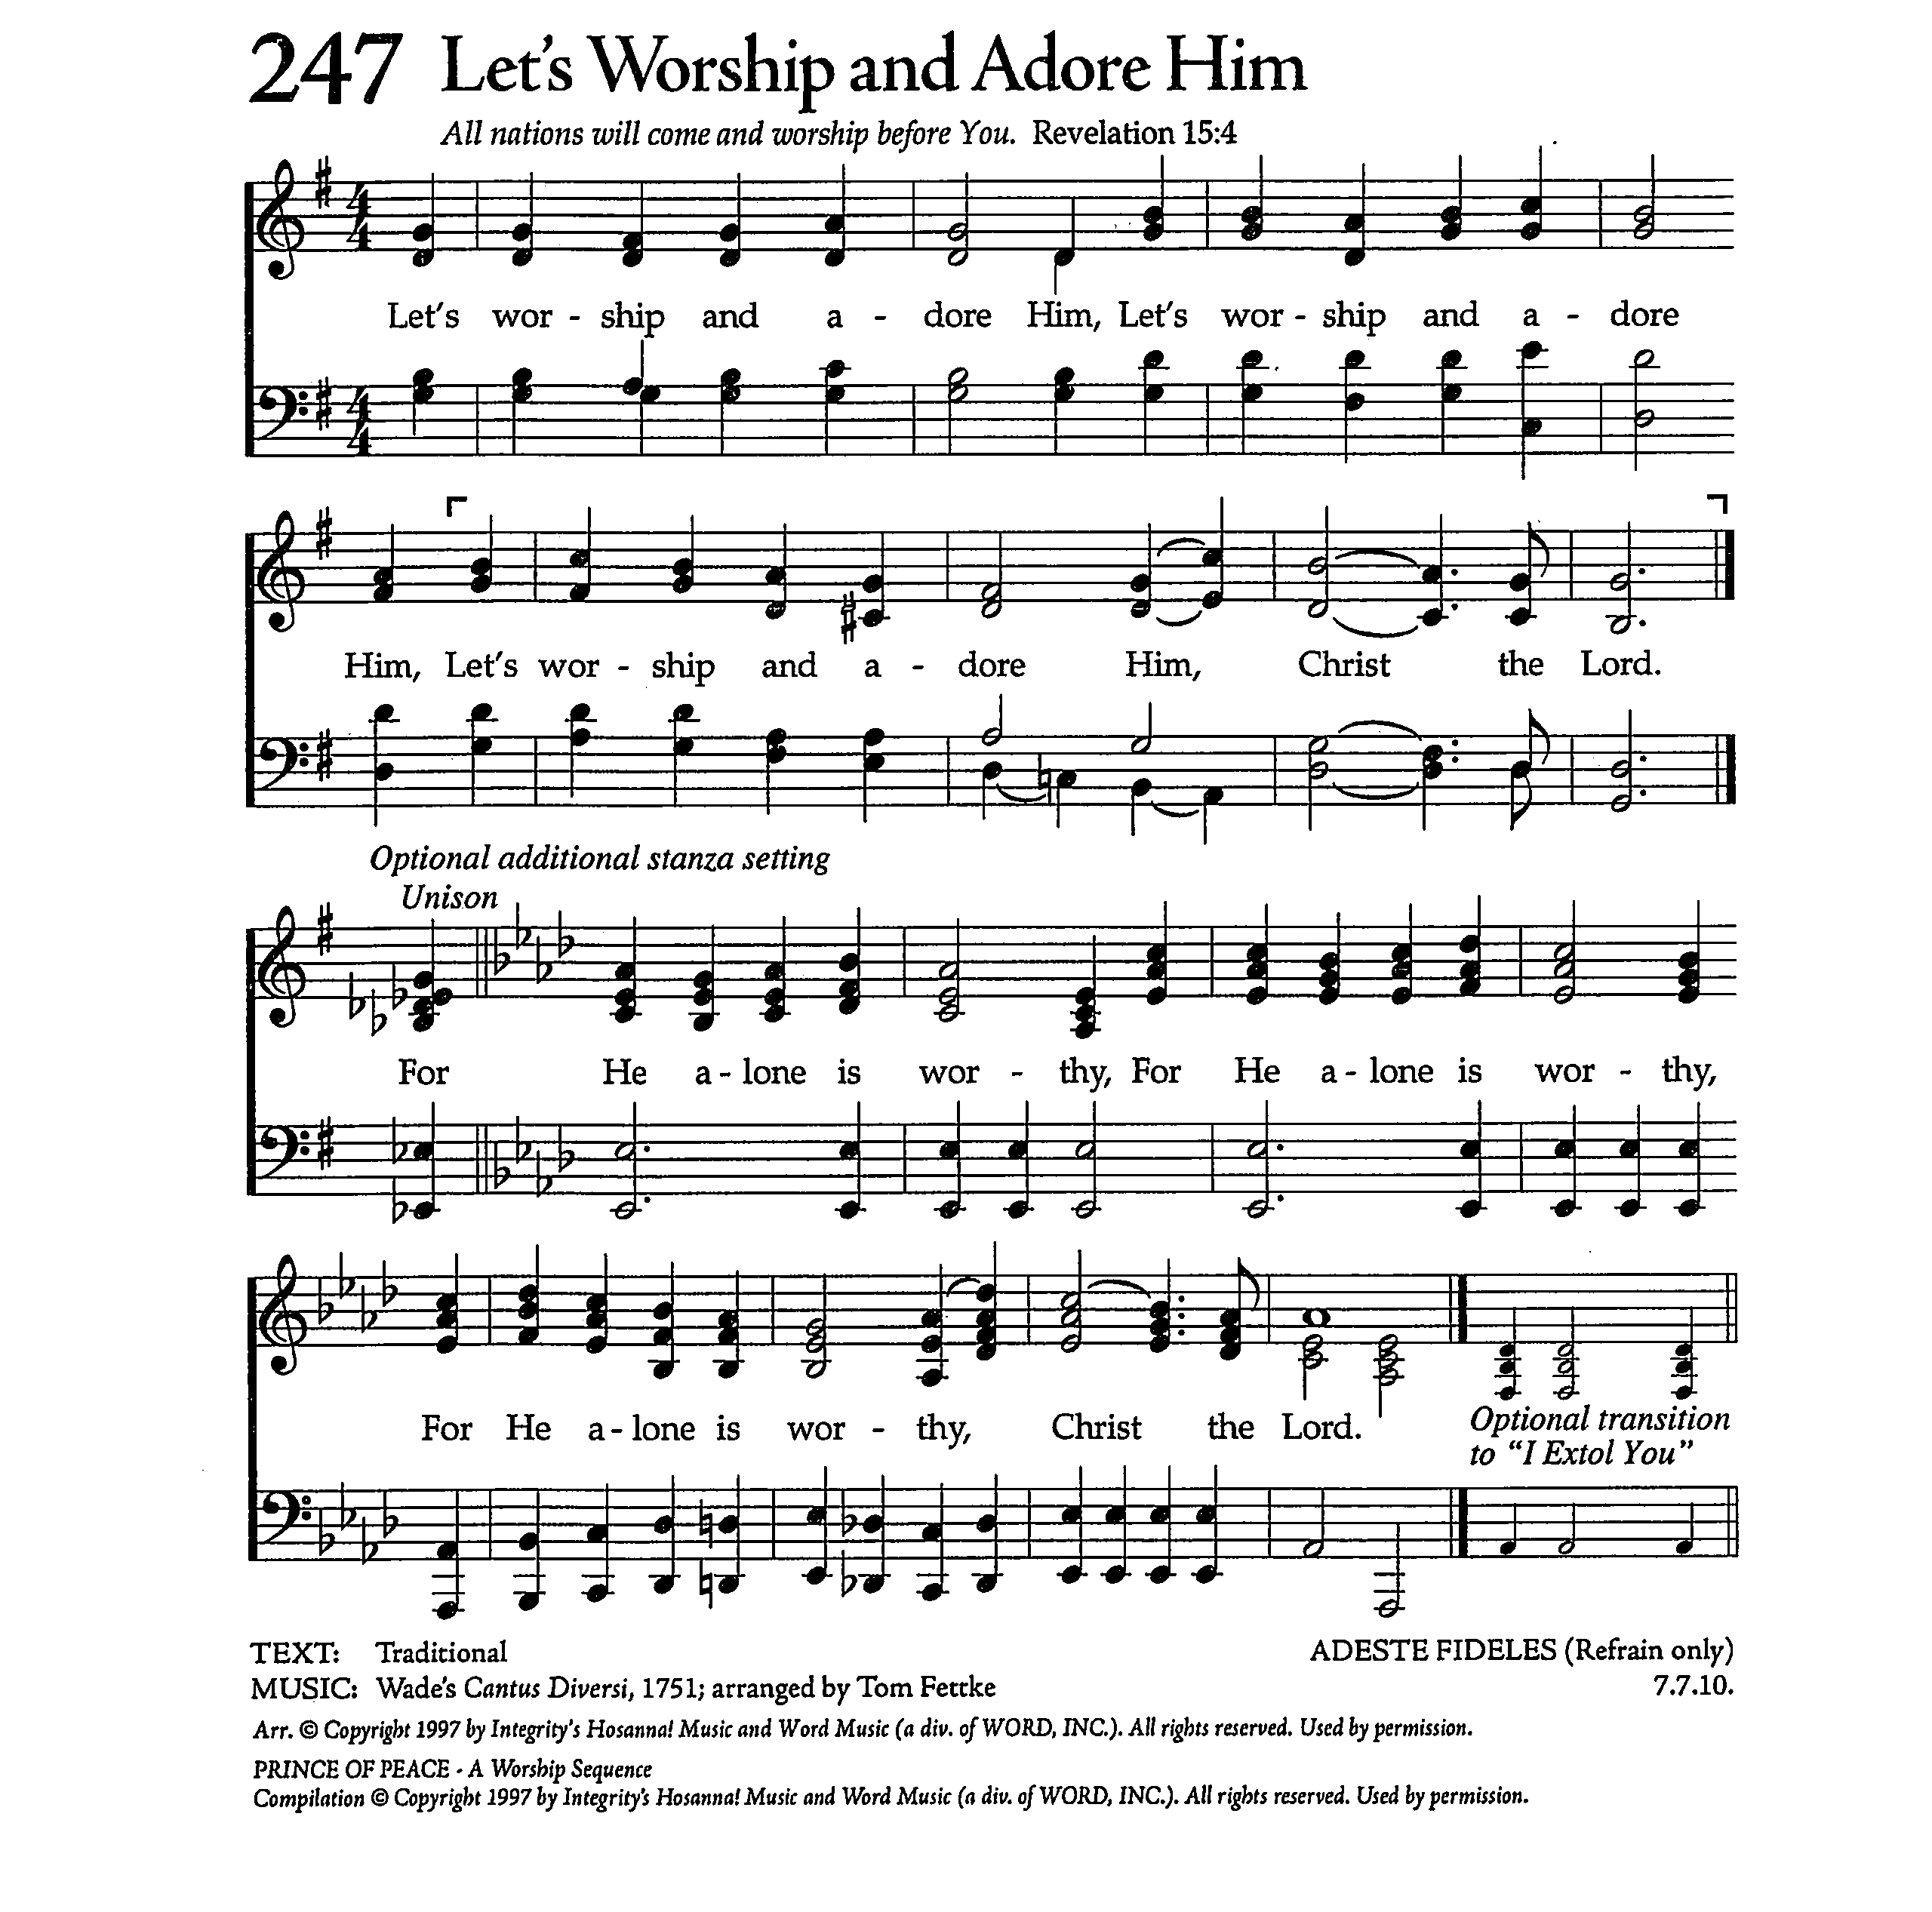 247 Let's Worship and Adore Him
All nations will come and worship before You. Revelation 15:4
Let's wor - ship and a - dore Him, Let's wor - ship and a - dore
Him, Let's wor - ship and a - dore Him, Christ the Lord.
Optional additional stanza setting
Unison
For He a - lone is wor - thy, For He a - lone is wor - thy,
For He a - lone is wor - thy, Christ the Lord.
Optional transition
to "I Extol You"
TEXT: Traditional ADESTE FIDELES (Refrain only)
MUSIC: Wade's Cantus Diversi, 1751; arranged by Tom Fettke 7.7.10.
Arr. © Copyright 1997 by Integrity's Hosanna! Music and Word Music (a div. of WORD, INC.). All rights reserved. Used by permission.
PRINCE OF PEACE - A Worship Sequence
Compilation © Copyright 1997 by Integrity's Hosanna! Music and Word Music (a div. of WORD, INC.). All rights reserved. Used by permission.